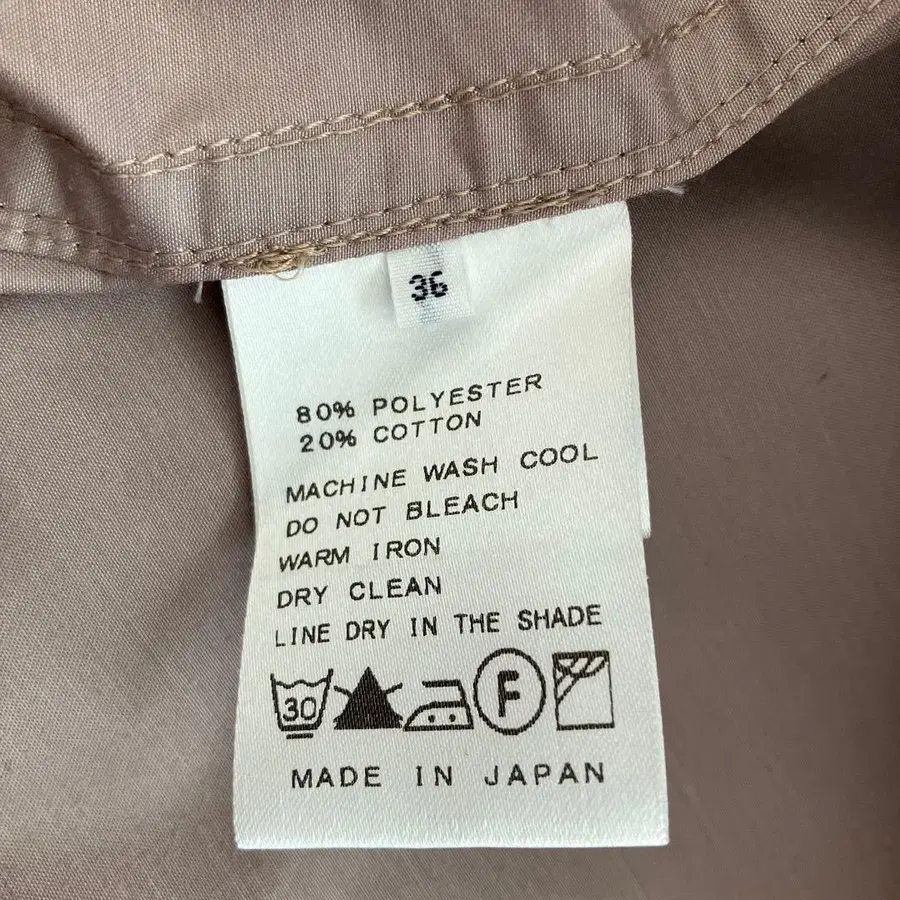 36
80% POLYESTER
20% COTTON
MACHINE WASH COOL
DO NOT BLEACH
WARM IRON
DRY CLEAN
LINE DRY IN THE SHADE
30 F
MADE IN JAPAN